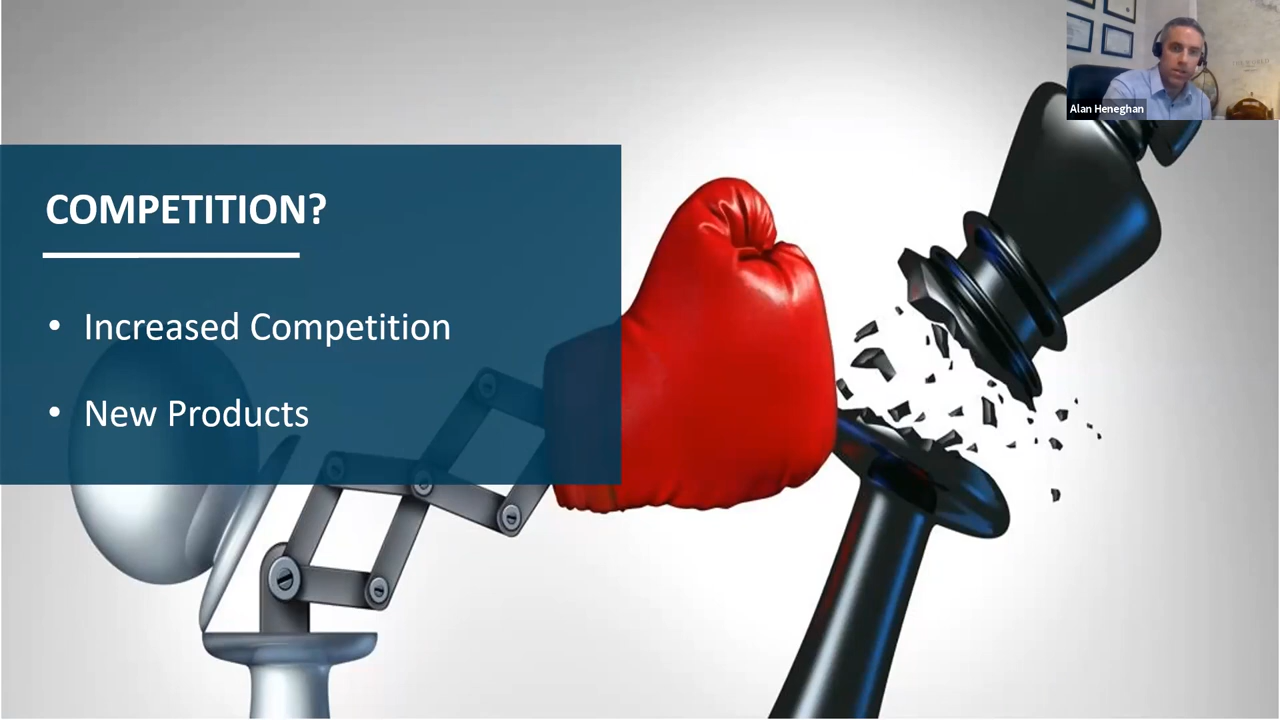 COMPETITION?
• Increased Competition
• New Products
Alan Heneghan